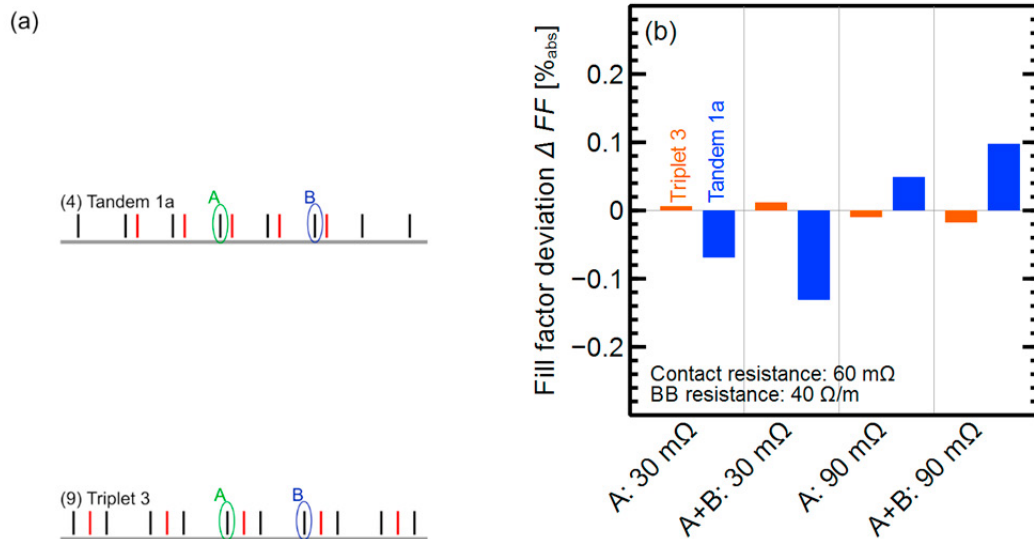 (a)
(4) Tandem 1a
A
B
(9) Triplet 3
A
B
(b)
Fill factor deviation Δ FF [%abs]
0.2
0.1
0
−0.1
−0.2
Triplet 3
Tandem 1a
Contact resistance: 60 mΩ
BB resistance: 40 Ω/m
A: 30 mΩ
A+B: 30 mΩ
A: 90 mΩ
A+B: 90 mΩ